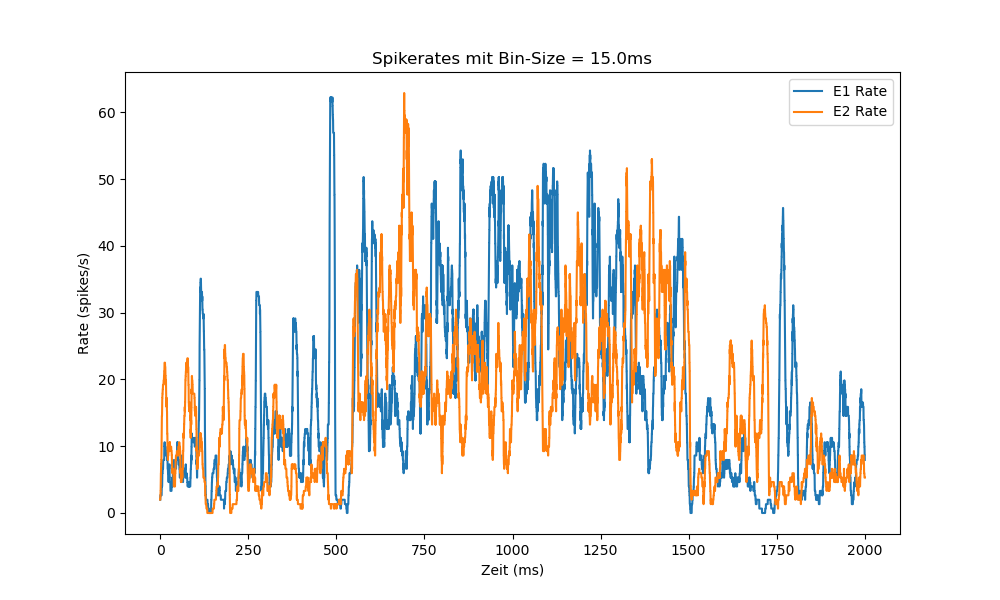 Spikerates mit Bin-Size = 15.0ms
E1 Rate
E2 Rate
60
50
40
30
20
10
0
Rate (spikes/s)
0 250 500 750 1000 1250 1500 1750 2000
Zeit (ms)